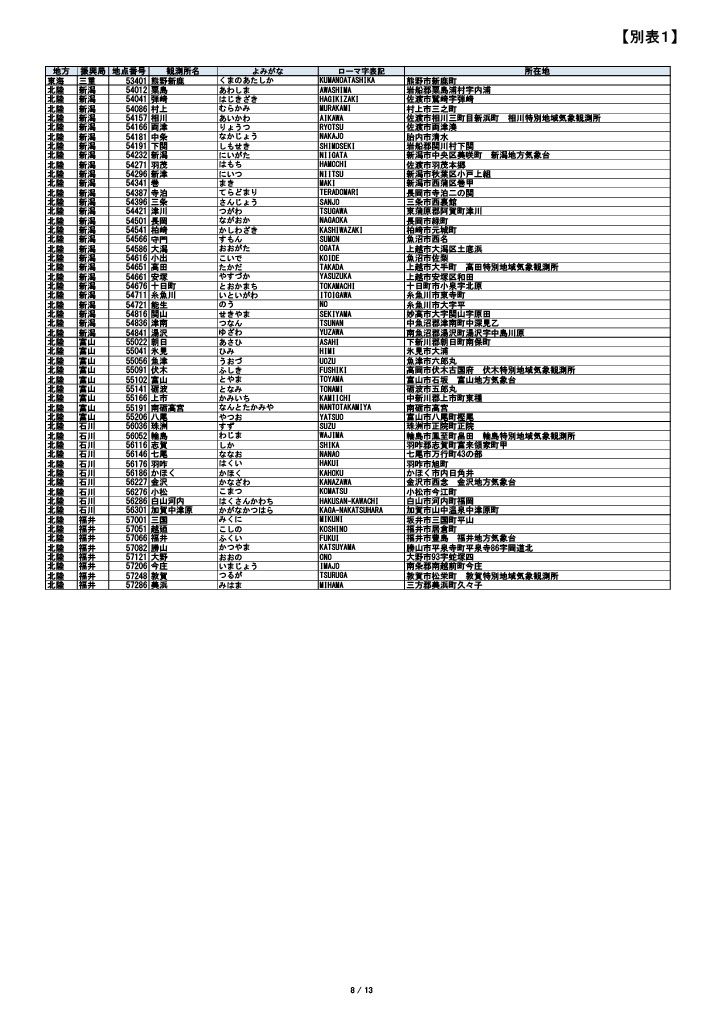 【別表1】
地方 振興局 地点番号 観測所名 よみがな ローマ字表記 所在地
東海 三重 53401 熊野新鹿 くまのあたしか KUMANOATASHIKA 熊野市新鹿町
北陸 新潟 54012 粟島 あわしま AWASHIMA 岩船郡粟島浦村字内浦
北陸 新潟 54041 弾崎 はじきざき HAGIKIZAKI 佐渡市鷲崎字弾崎
北陸 新潟 54086 村上 むらかみ MURAKAMI 村上市三之町
北陸 新潟 54157 相川 あいかわ AIKAWA 佐渡市相川三町目新浜町 相川特別地域気象観測所
北陸 新潟 54166 両津 りょうつ RYOTSU 佐渡市両津湊
北陸 新潟 54181 中条 なかじょう NAKAJO 胎内市清水
北陸 新潟 54191 下関 しもせき SHIMOSEKI 岩船郡関川村下関
北陸 新潟 54232 新潟 にいがた NIIGATA 新潟市中央区美咲町 新潟地方気象台
北陸 新潟 54271 羽茂 はもち HAMOCHI 佐渡市羽茂本郷
北陸 新潟 54296 新津 にいつ NIITSU 新潟市秋葉区小戸上組
北陸 新潟 54341 巻 まき MAKI 新潟市西蒲区巻甲
北陸 新潟 54387 寺泊 てらどまり TERADOMARI 長岡市寺泊二の関
北陸 新潟 54396 三条 さんじょう SANJO 三条市西裏館
北陸 新潟 54421 津川 つがわ TSUGAWA 東蒲原郡阿賀町津川
北陸 新潟 54501 長岡 ながおか NAGAOKA 長岡市緑町
北陸 新潟 54541 柏崎 かしわざき KASHIWAZAKI 柏崎市元城町
北陸 新潟 54566 守門 すもん SUMON 魚沼市西名
北陸 新潟 54586 大潟 おおがた OGATA 上越市大潟区土底浜
北陸 新潟 54616 小出 こいで KOIDE 魚沼市佐梨
北陸 新潟 54651 高田 たかだ TAKADA 上越市大手町 高田特別地域気象観測所
北陸 新潟 54661 安塚 やすづか YASUZUKA 上越市安塚区和田
北陸 新潟 54676 十日町 とおかまち TOKAMACHI 十日町市小泉字北原
北陸 新潟 54711 糸魚川 いといがわ ITOIGAWA 糸魚川市東寺町
北陸 新潟 54721 能生 のう NO 糸魚川市大字平
北陸 新潟 54816 関山 せきやま SEKIYAMA 妙高市大字関山字原田
北陸 新潟 54836 津南 つなん TSUNAN 中魚沼郡津南町中深見乙
北陸 新潟 54841 湯沢 ゆざわ YUZAWA 南魚沼郡湯沢町湯沢字中島川原
北陸 富山 55022 朝日 あさひ ASAHI 下新川郡朝日町南保町
北陸 富山 55041 氷見 ひみ HIMI 氷見市大浦
北陸 富山 55056 魚津 うおづ UOZU 魚津市六郎丸
北陸 富山 55091 伏木 ふしき FUSHIKI 高岡市伏木古国府 伏木特別地域気象観測所
北陸 富山 55102 富山 とやま TOYAMA 富山市石坂 富山地方気象台
北陸 富山 55141 砺波 となみ TONAMI 砺波市五郎丸
北陸 富山 55166 上市 かみいち KAMIICHI 中新川郡上市町東種
北陸 富山 55191 南砺高宮 なんとたかみや NANTOTAKAMIYA 南砺市高宮
北陸 富山 55206 八尾 やつお YATSUO 富山市八尾町樫尾
北陸 石川 56036 珠洲 すず SUZU 珠洲市正院町正院
北陸 石川 56052 輪島 わじま WAJIMA 輪島市鳳至町畠田 輪島特別地域気象観測所
北陸 石川 56116 志賀 しか SHIKA 羽咋郡志賀町富来領家町甲
北陸 石川 56146 七尾 ななお NANAO 七尾市万行町43の部
北陸 石川 56176 羽咋 はくい HAKUI 羽咋市旭町
北陸 石川 56186 かほく かほく KAHOKU かほく市内日角井
北陸 石川 56227 金沢 かなざわ KANAZAWA 金沢市西念 金沢地方気象台
北陸 石川 56276 小松 こまつ KOMATSU 小松市今江町
北陸 石川 56286 白山河内 はくさんかわち HAKUSAN-KAWACHI 白山市河内町福岡
北陸 石川 56301 加賀中津原 かがなかつはら KAGA-NAKATSUHARA 加賀市山中温泉中津原町
北陸 福井 57001 三国 みくに MIKUNI 坂井市三国町平山
北陸 福井 57051 越廼 こしの KOSHINO 福井市居倉町
北陸 福井 57066 福井 ふくい FUKUI 福井市豊島 福井地方気象台
北陸 福井 57082 勝山 かつやま KATSUYAMA 勝山市平泉寺町平泉寺86字岡道北
北陸 福井 57121 大野 おおの ONO 大野市93字蛇塚四
北陸 福井 57206 今庄 いまじょう IMAJO 南条郡南越前町今庄
北陸 福井 57248 敦賀 つるが TSURUGA 敦賀市松栄町 敦賀特別地域気象観測所
北陸 福井 57286 美浜 みはま MIHAMA 三方郡美浜町久々子
8 / 13